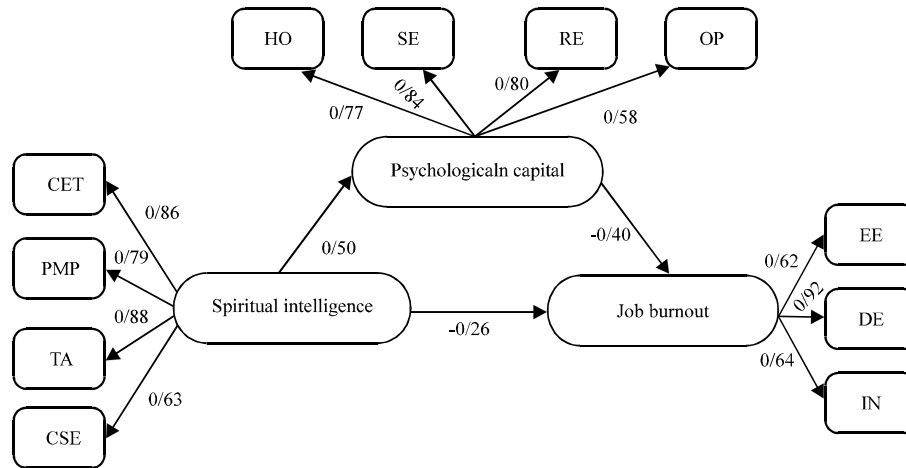 HO
SE
RE
OP
0/77
0/84
0/80
0/58
Psychologicaln capital
CET
PMP
TA
CSE
0/86
0/79
0/88
0/63
Spiritual intelligence
0/50
-0/40
-0/26
Job burnout
0/62
0/92
0/64
EE
DE
IN